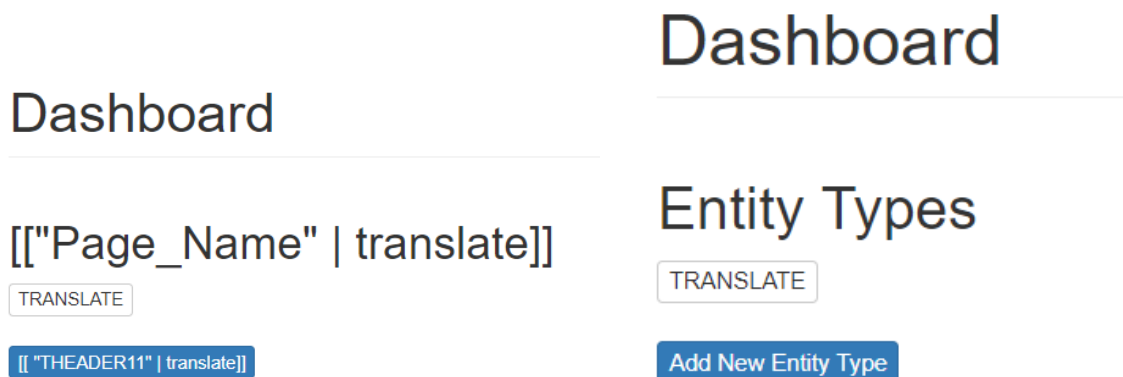 Dashboard
[["Page_Name" | translate]]
TRANSLATE
[[ "THEADER11" | translate]]
Dashboard
Entity Types
TRANSLATE
Add New Entity Type